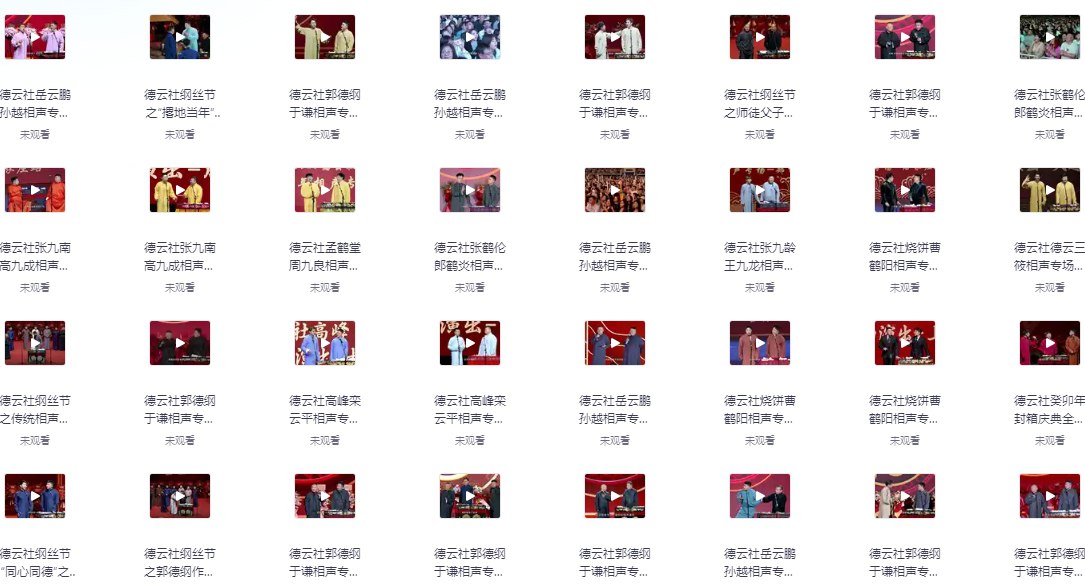 德云社岳云鹏
孙越相声专...
未观看
德云社纲丝节
之“撂地当年”..
未观看
德云社郭德纲
于谦相声专...
未观看
德云社岳云鹏
孙越相声专...
未观看
德云社郭德纲
于谦相声专...
未观看
德云社纲丝节
之师徒父子...
未观看
德云社郭德纲
于谦相声专...
未观看
德云社张鹤伦
郎鹤炎相声...
未观看
德云社张九南
高九成相声...
未观看
德云社张九南
高九成相声...
未观看
德云社孟鹤堂
周九良相声...
未观看
德云社张鹤伦
郎鹤炎相声...
未观看
德云社岳云鹏
孙越相声专...
未观看
德云社张九龄
王九龙相声...
未观看
德云社烧饼曹
鹤阳相声专...
未观看
德云社德云三
筱相声专场...
未观看
德云社纲丝节
之传统相声...
未观看
德云社郭德纲
于谦相声专...
未观看
德云社高峰栾
云平相声专...
未观看
德云社高峰栾
云平相声专...
未观看
德云社岳云鹏
孙越相声专...
未观看
德云社烧饼曹
鹤阳相声专...
未观看
德云社烧饼曹
鹤阳相声专...
未观看
德云社癸卯年
封箱庆典全...
未观看
德云社纲丝节
“同心同德”之..
德云社纲丝节
之郭德纲作...
德云社郭德纲
于谦相声专...
德云社郭德纲
于谦相声专...
德云社郭德纲
于谦相声专...
德云社岳云鹏
孙越相声专...
德云社郭德纲
于谦相声专...
德云社郭德纲
于谦相声专...